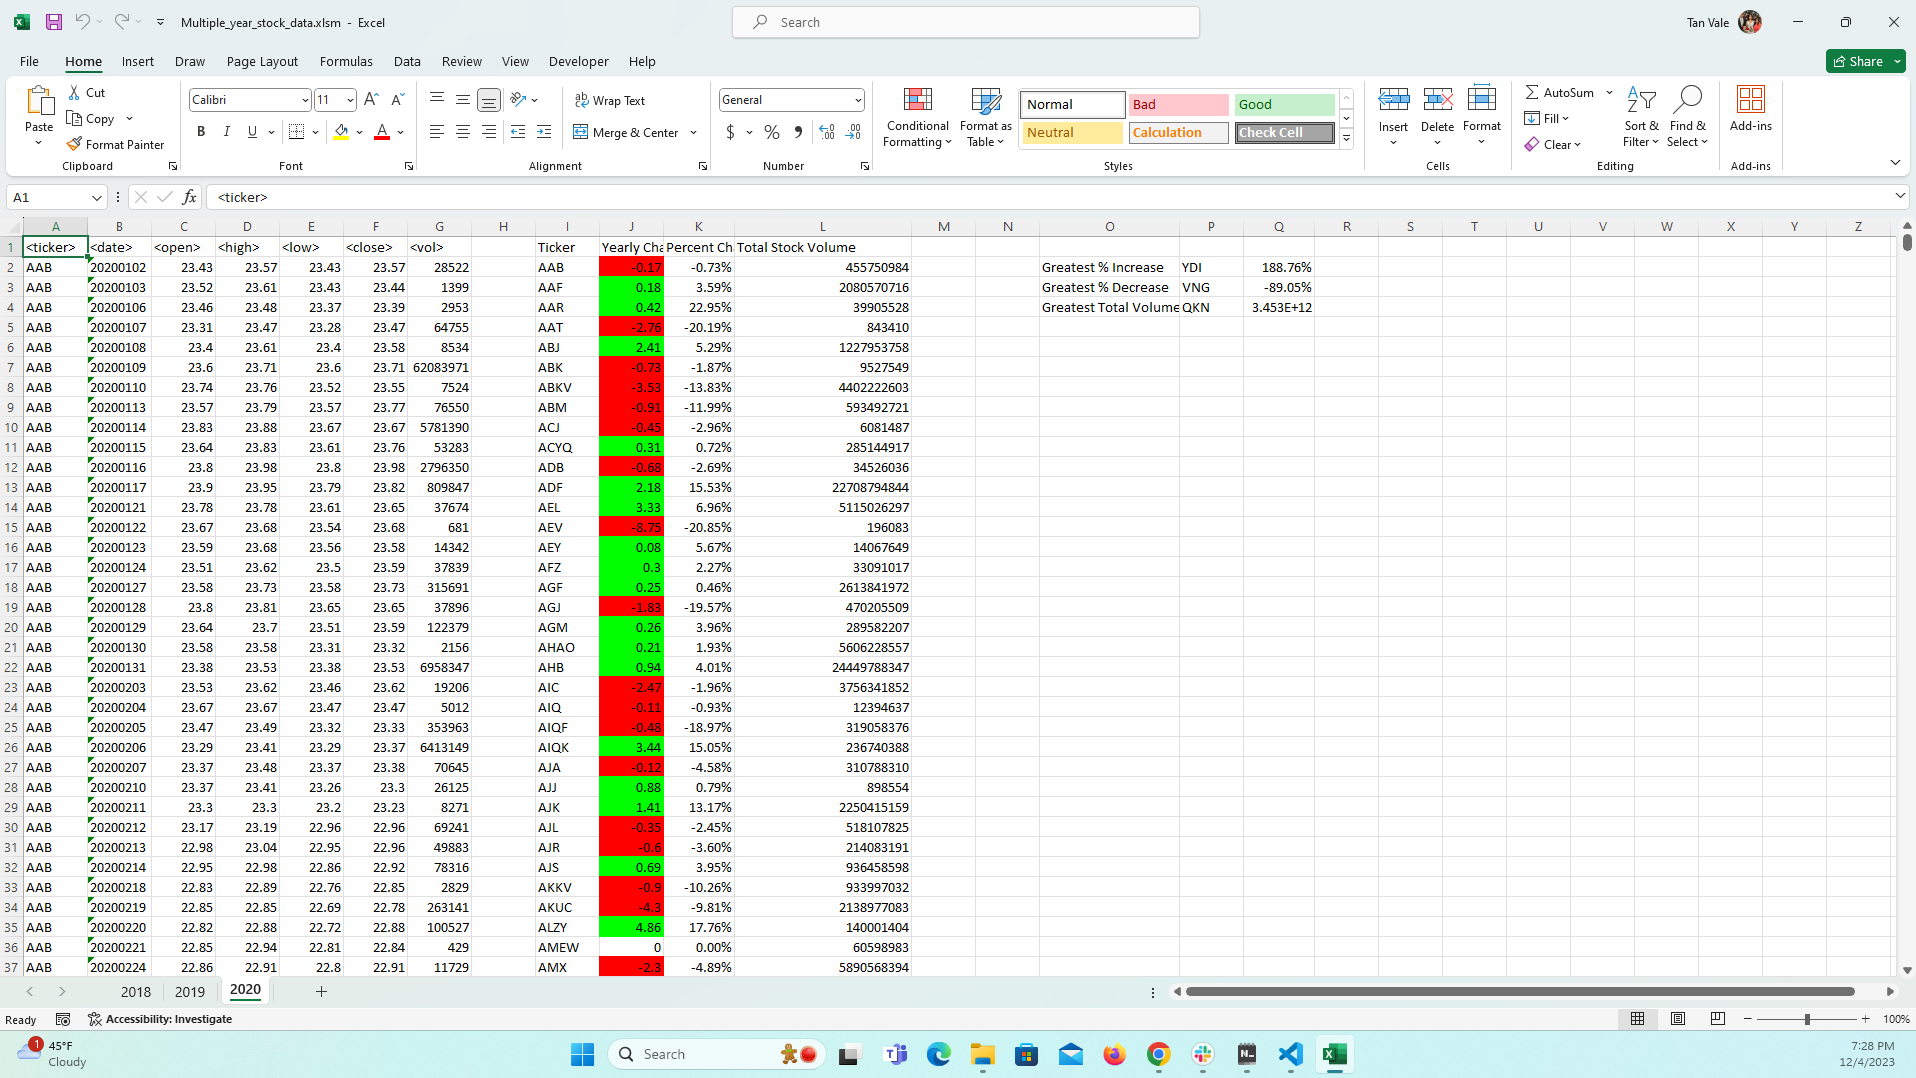 Multiple_year_stock_data.xlsm - Excel
Search
Tan Vale
File Home Insert Draw Page Layout Formulas Data Review View Developer Help
Share
Paste
Cut
Copy
Format Painter
Clipboard
Calibri 11
B I U
Font
Wrap Text
Merge & Center
Alignment
General
$ % 9
Number
Conditional Formatting
Format as Table
Normal Bad Good
Neutral Calculation Check Cell
Styles
Insert Delete Format
Cells
AutoSum
Fill
Clear
Sort & Filter
Find & Select
Editing
Add-ins
Add-ins
A1 fx <ticker>
A B C D E F G H I J K L M N O P Q R S T U V W X Y Z
1 <ticker> <date> <open> <high> <low> <close> <vol> Ticker Yearly Cha Percent Ch Total Stock Volume
2 AAB 20200102 23.43 23.57 23.43 23.57 28522 AAB -0.17 -0.73% 455750984 Greatest % Increase YDI 188.76%
3 AAB 20200103 23.52 23.61 23.43 23.44 1399 AAF 0.18 3.59% 2080570716 Greatest % Decrease VNG -89.05%
4 AAB 20200106 23.46 23.48 23.37 23.39 2953 AAR 0.42 22.95% 39905528 Greatest Total Volume QKN 3.453E+12
5 AAB 20200107 23.31 23.47 23.28 23.47 64755 AAT -2.76 -20.19% 843410
6 AAB 20200108 23.4 23.61 23.4 23.58 8534 ABJ 2.41 5.29% 1227953758
7 AAB 20200109 23.6 23.71 23.6 23.71 62083971 ABK -0.73 -1.87% 9527549
8 AAB 20200110 23.74 23.76 23.52 23.55 7524 ABKV -3.53 -13.83% 4402222603
9 AAB 20200113 23.57 23.79 23.57 23.77 76550 ABM -0.91 -11.99% 593492721
10 AAB 20200114 23.83 23.88 23.67 23.67 5781390 ACJ -0.45 -2.96% 6081487
11 AAB 20200115 23.64 23.83 23.61 23.76 53283 ACYQ 0.31 0.72% 285144917
12 AAB 20200116 23.8 23.98 23.8 23.98 2796350 ADB -0.68 -2.69% 34526036
13 AAB 20200117 23.9 23.95 23.79 23.82 809847 ADF 2.18 15.53% 22708794844
14 AAB 20200121 23.78 23.78 23.61 23.65 37674 AEL 3.33 6.96% 5115026297
15 AAB 20200122 23.67 23.68 23.54 23.68 681 AEV -8.75 -20.85% 196083
16 AAB 20200123 23.59 23.68 23.56 23.58 14342 AEY 0.08 5.67% 14067649
17 AAB 20200124 23.51 23.62 23.5 23.59 37839 AFZ 0.3 2.27% 33091017
18 AAB 20200127 23.58 23.73 23.58 23.73 315691 AGF 0.25 0.46% 2613841972
19 AAB 20200128 23.8 23.81 23.65 23.65 37896 AGJ -1.83 -19.57% 470205509
20 AAB 20200129 23.64 23.7 23.51 23.59 122379 AGM 0.26 3.96% 289582207
21 AAB 20200130 23.58 23.58 23.31 23.32 2156 AHAO 0.21 1.93% 5606228557
22 AAB 20200131 23.38 23.53 23.38 23.53 6958347 AHB 0.94 4.01% 24449788347
23 AAB 20200203 23.53 23.62 23.46 23.62 19206 AIC -2.47 -1.96% 3756341852
24 AAB 20200204 23.67 23.67 23.47 23.47 5012 AIQ -0.11 -0.93% 12394637
25 AAB 20200205 23.47 23.49 23.32 23.33 353963 AIQF -0.48 -18.97% 319058376
26 AAB 20200206 23.29 23.41 23.29 23.37 6413149 AIQK 3.44 15.05% 236740388
27 AAB 20200207 23.37 23.48 23.37 23.38 70645 AJA -0.12 -4.58% 310788310
28 AAB 20200210 23.37 23.41 23.26 23.3 26125 AJJ 0.88 0.79% 898554
29 AAB 20200211 23.3 23.3 23.2 23.23 8271 AJK 1.41 13.17% 2250415159
30 AAB 20200212 23.17 23.19 22.96 22.96 69241 AJL -0.35 -2.45% 518107825
31 AAB 20200213 22.98 23.04 22.95 22.96 49883 AJR -0.6 -3.60% 214083191
32 AAB 20200214 22.95 22.98 22.86 22.92 78316 AJS 0.69 3.95% 936458598
33 AAB 20200218 22.83 22.89 22.76 22.85 2829 AKKV -0.9 -10.26% 933997032
34 AAB 20200219 22.85 22.85 22.69 22.78 263141 AKUC -4.3 -9.81% 2138977083
35 AAB 20200220 22.82 22.88 22.72 22.88 100527 ALZY 4.86 17.76% 140001404
36 AAB 20200221 22.85 22.94 22.81 22.84 429 AMEW 0 0.00% 60598983
37 AAB 20200224 22.86 22.91 22.8 22.91 11729 AMX -2.3 -4.89% 5890568394
2018 2019 2020
Ready Accessibility: Investigate 100%
1 45°F
Cloudy
Search
7:28 PM
12/4/2023